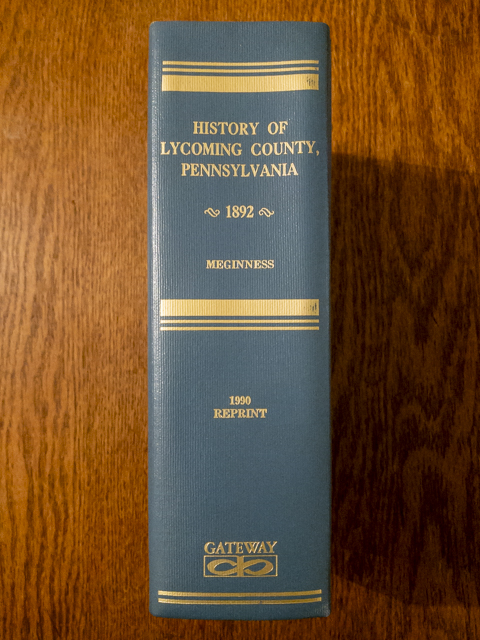 HISTORY OF
LYCOMING COUNTY,
PENNSYLVANIA
1892
MEGINNESS
1990
REPRINT
GATEWAY